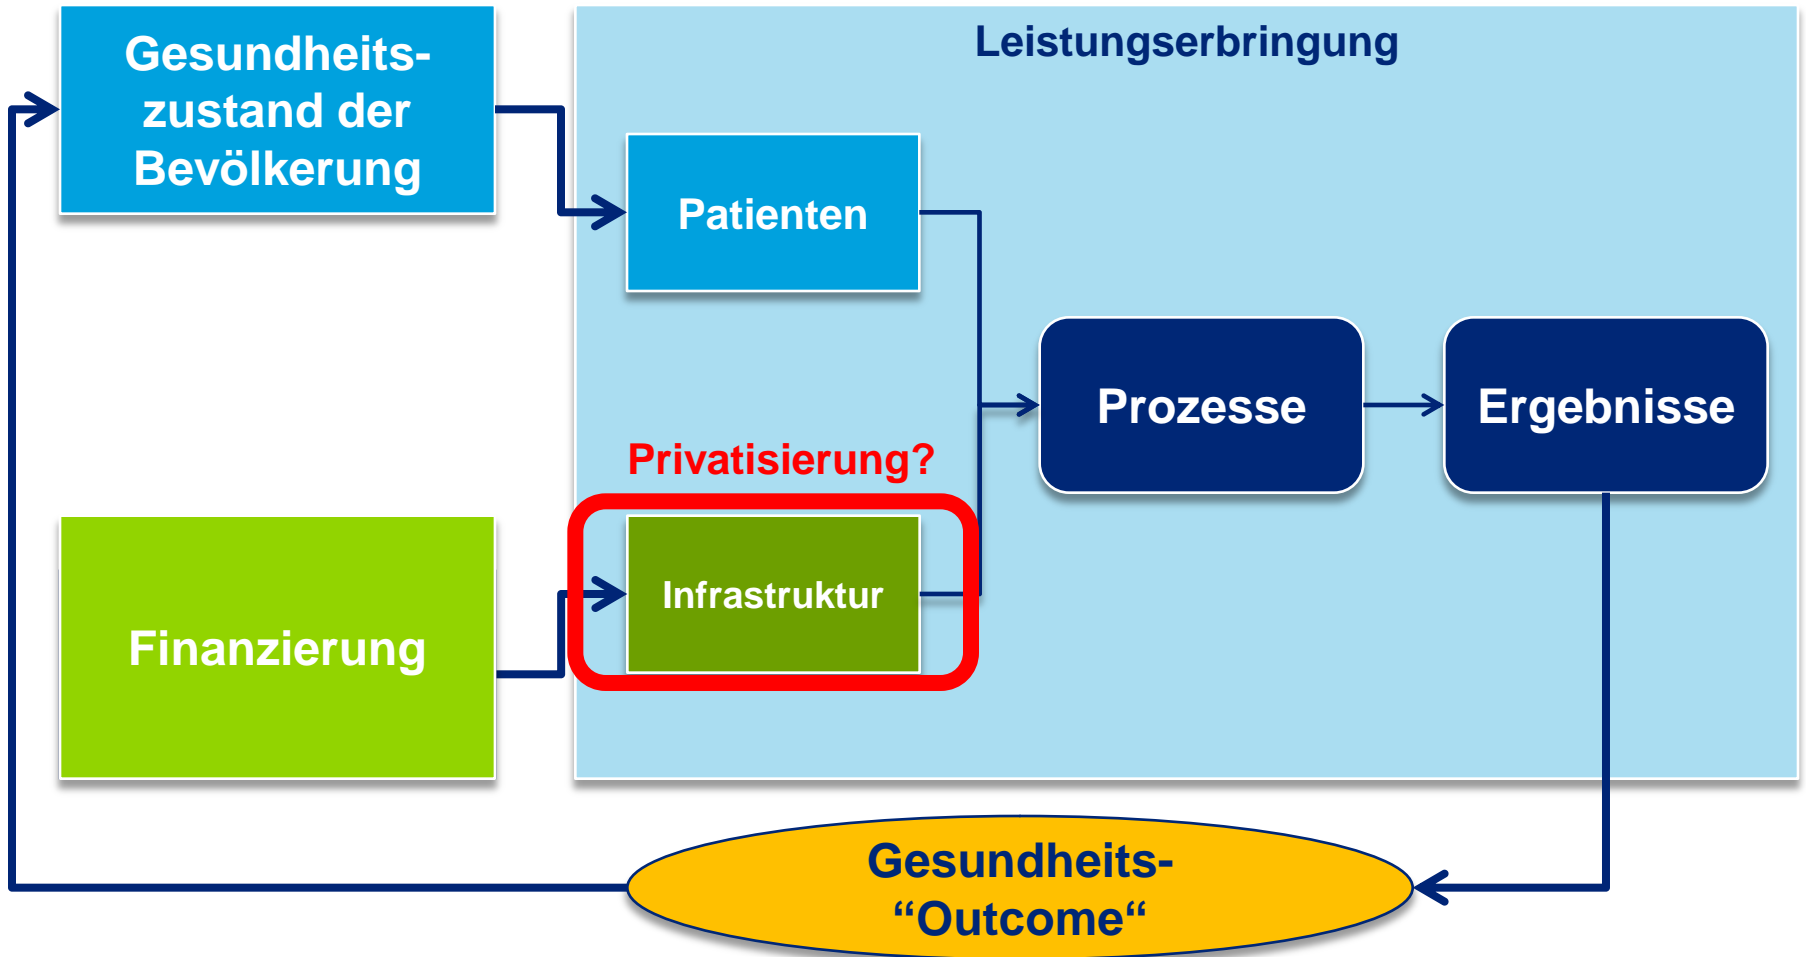 Gesundheits-
zustand der
Bevölkerung
Leistungserbringung
Patienten
Prozesse
Ergebnisse
Privatisierung?
Infrastruktur
Finanzierung
Gesundheits-
“Outcome“